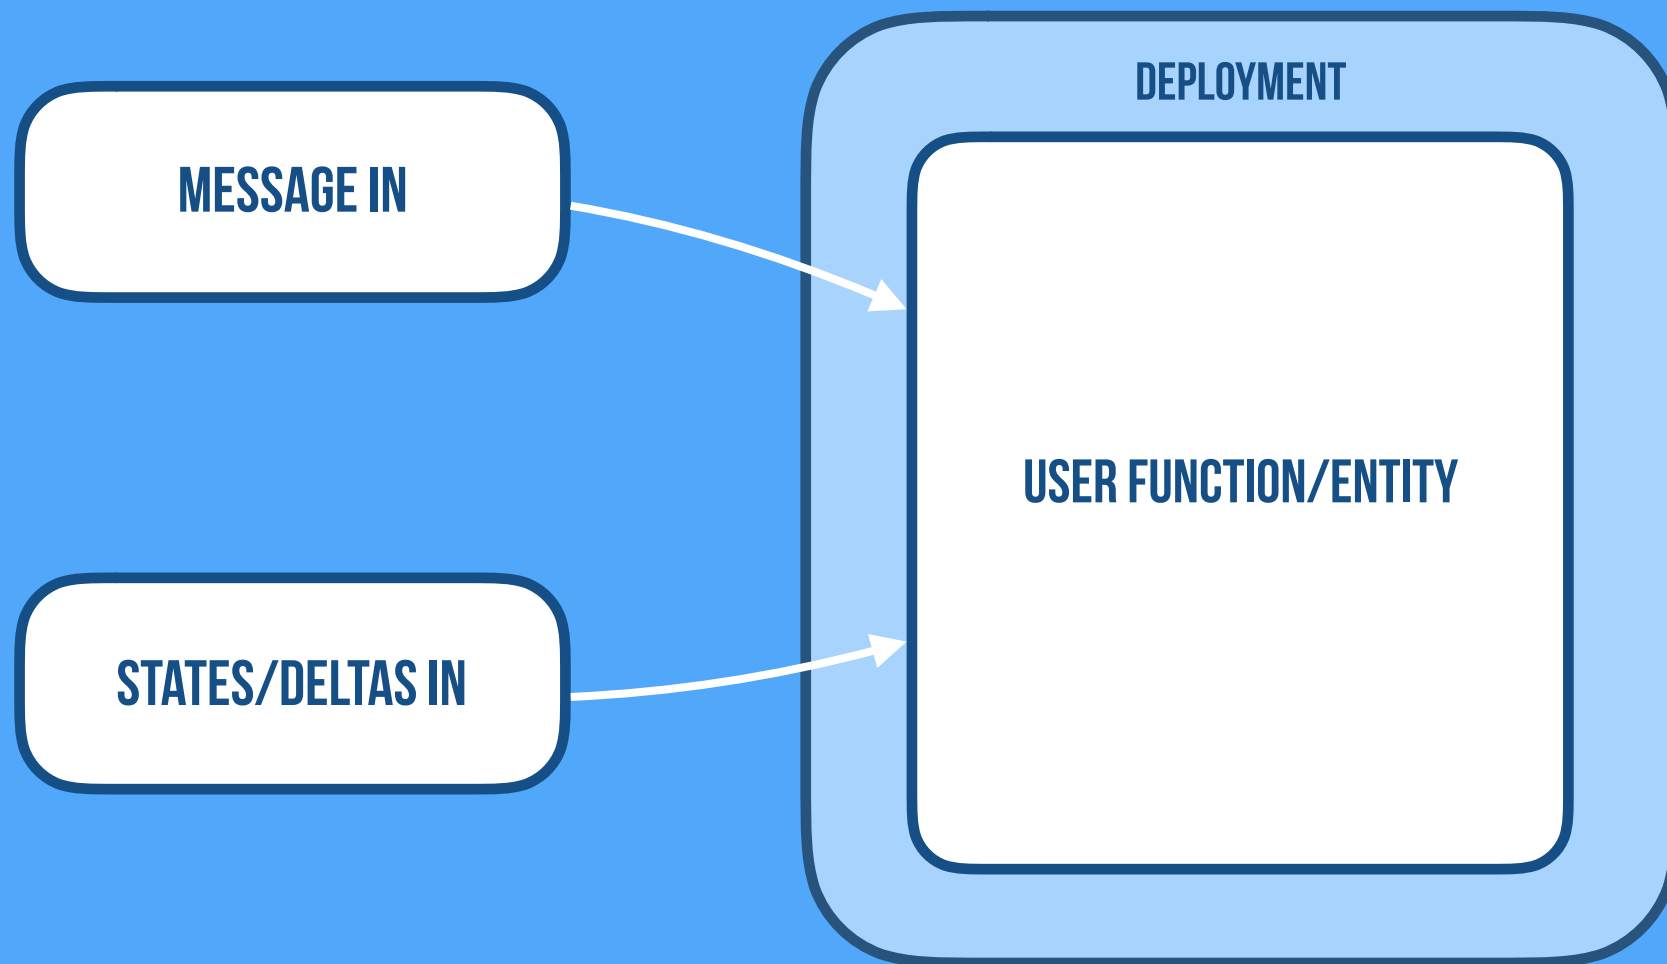 DEPLOYMENT
MESSAGE IN
USER FUNCTION/ENTITY
STATES/DELTAS IN